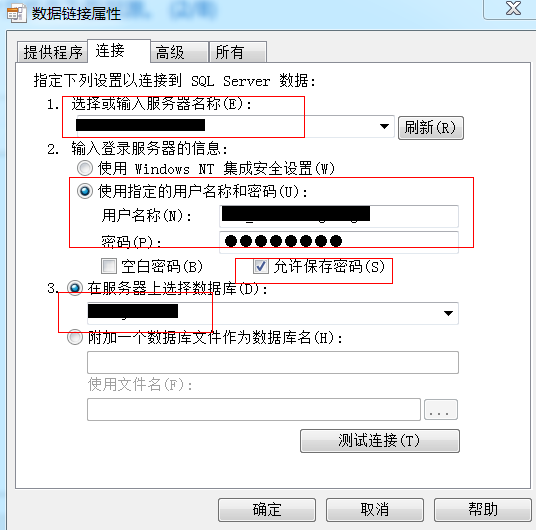 数据链接属性
提供程序 连接 高级 所有
指定下列设置以连接到 SQL Server 数据:
1. 选择或输入服务器名称(E):
刷新(R)
2. 输入登录服务器的信息:
使用 Windows NT 集成安全设置(W)
使用指定的用户名称和密码(U):
用户名称(N):
密码(P): ●●●●●●●●
空白密码(B) 允许保存密码(S)
3. 在服务器上选择数据库(D):
附加一个数据库文件作为数据库名(H):
使用文件名(F):
...
测试连接(T)
确定 取消 帮助